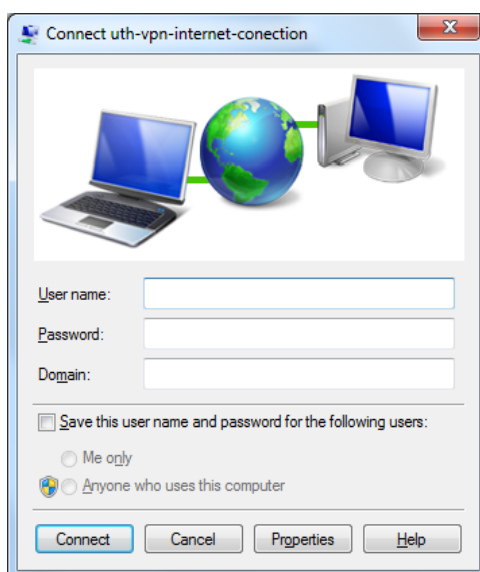 Connect uth-vpn-internet-conection
User name:
Password:
Domain:
Save this user name and password for the following users:
Me only
Anyone who uses this computer
Connect Cancel Properties Help